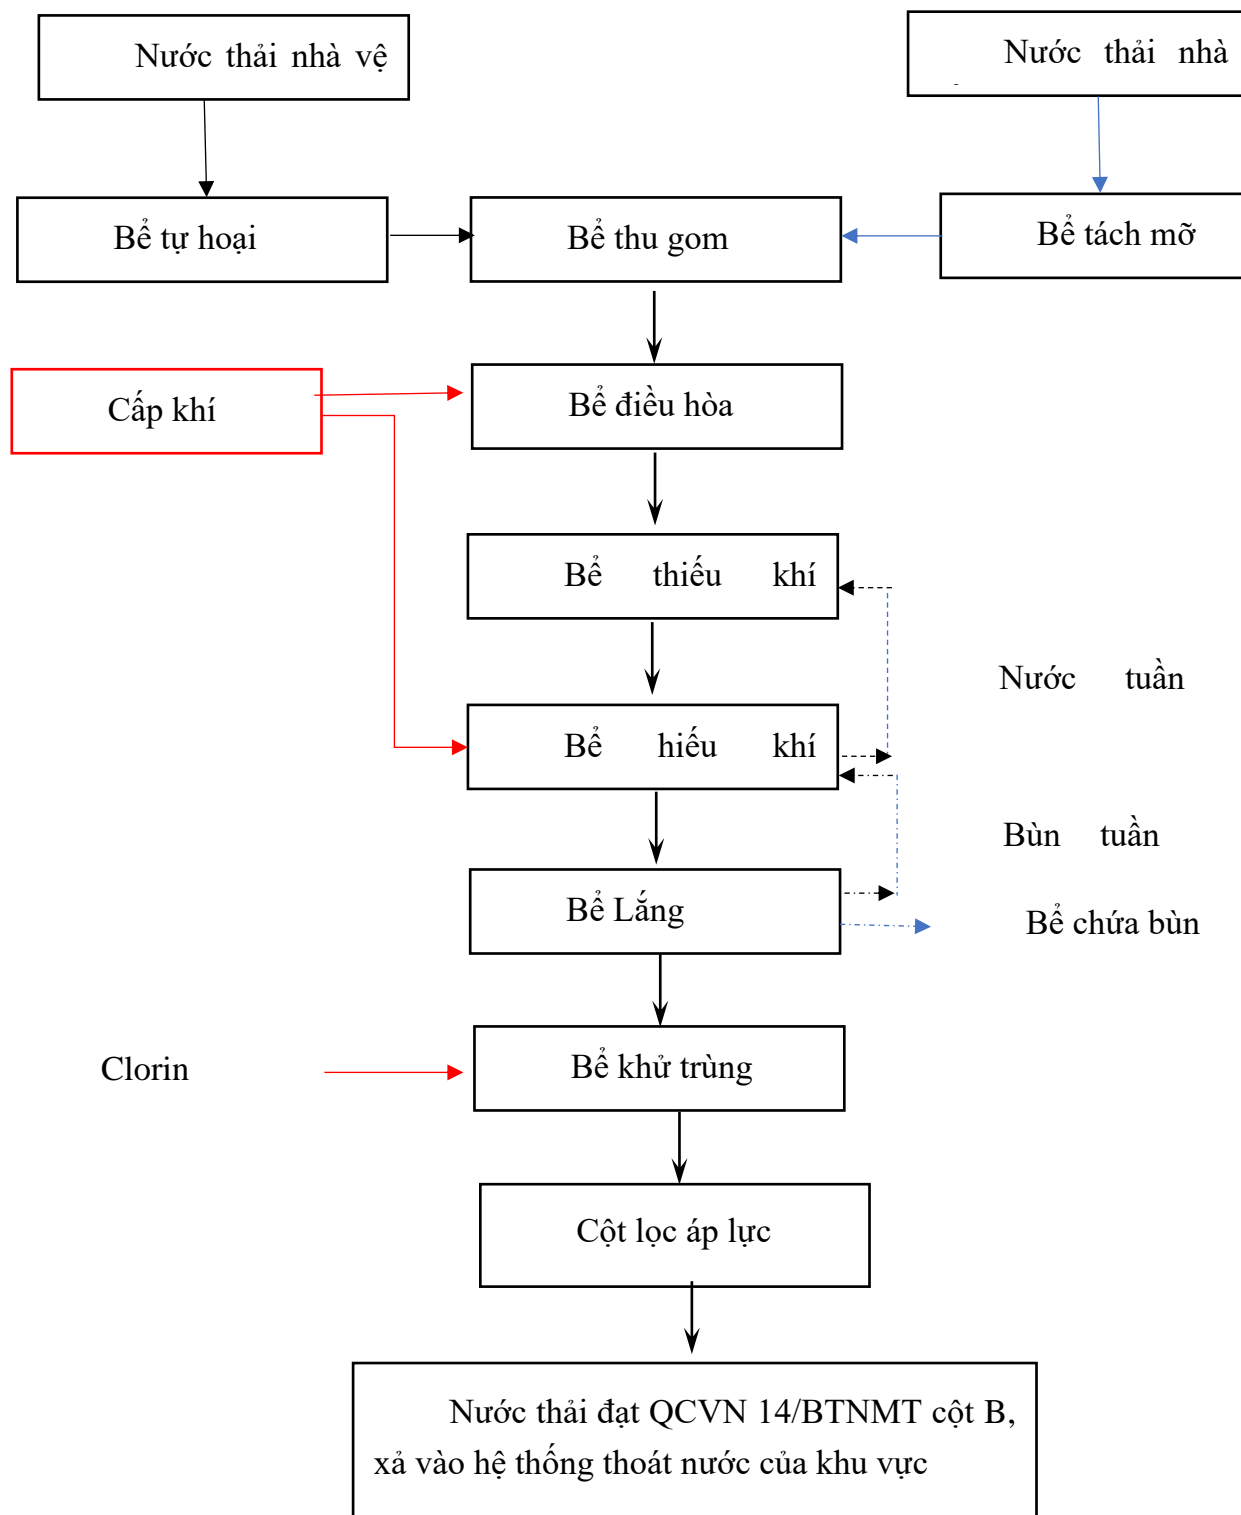 Nước thải nhà vệ
Nước thải nhà
Bể tự hoại
Bể thu gom
Bể tách mỡ
Cấp khí
Bể điều hòa
Bể thiếu khí
Nước tuần
Bể hiếu khí
Bùn tuần
Bể Lắng
Bể chứa bùn
Clorin
Bể khử trùng
Cột lọc áp lực
Nước thải đạt QCVN 14/BTNMT cột B,
xả vào hệ thống thoát nước của khu vực